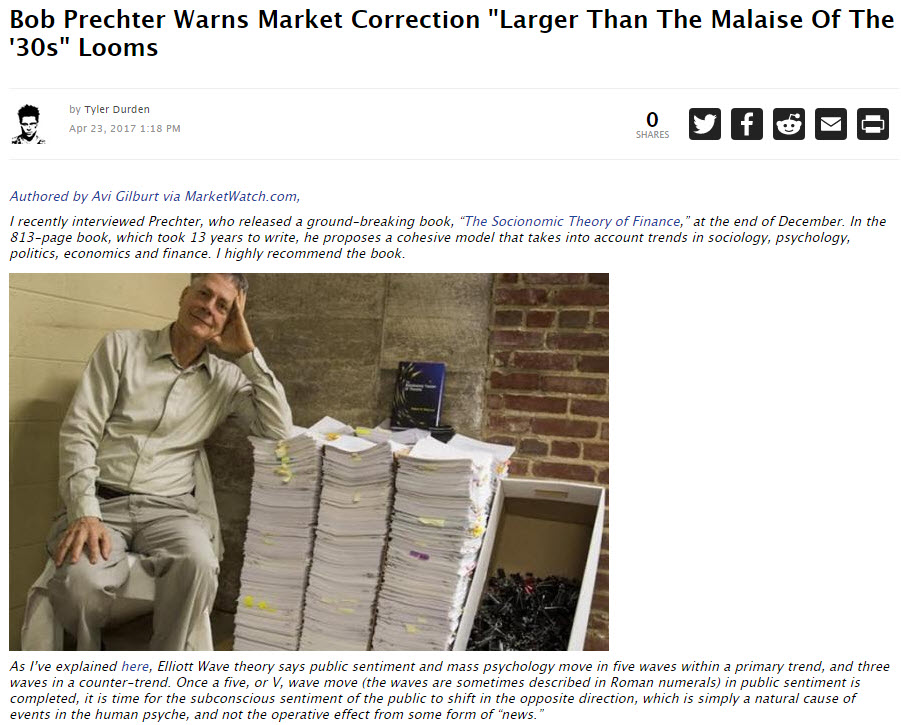 Bob Prechter Warns Market Correction "Larger Than The Malaise Of The
'30s" Looms
by Tyler Durden
Apr 23, 2017 1:18 PM
0
SHARES
Authored by Avi Gilburt via MarketWatch.com,
I recently interviewed Prechter, who released a ground-breaking book, “The Socionomic Theory of Finance,” at the end of December. In the
813-page book, which took 13 years to write, he proposes a cohesive model that takes into account trends in sociology, psychology,
politics, economics and finance. I highly recommend the book.
As I've explained here, Elliott Wave theory says public sentiment and mass psychology move in five waves within a primary trend, and three
waves in a counter-trend. Once a five, or V, wave move (the waves are sometimes described in Roman numerals) in public sentiment is
completed, it is time for the subconscious sentiment of the public to shift in the opposite direction, which is simply a natural cause of
events in the human psyche, and not the operative effect from some form of “news.”